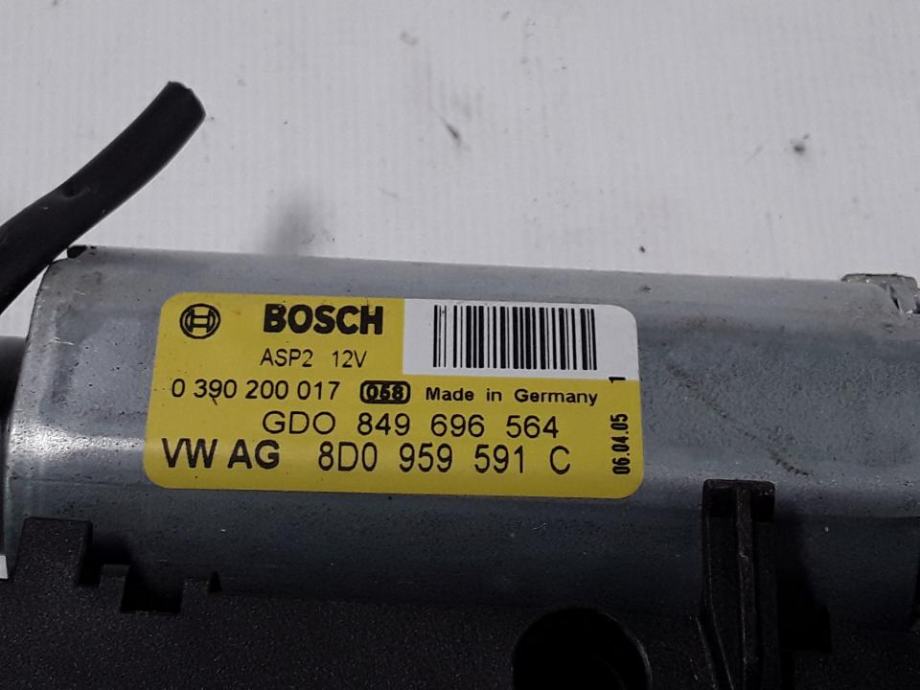 BOSCH
ASP2 12V
0 390 200 017 058 Made in Germany
GDO 849 696 564
VW AG 8D0 959 591 C
06.04.05 1